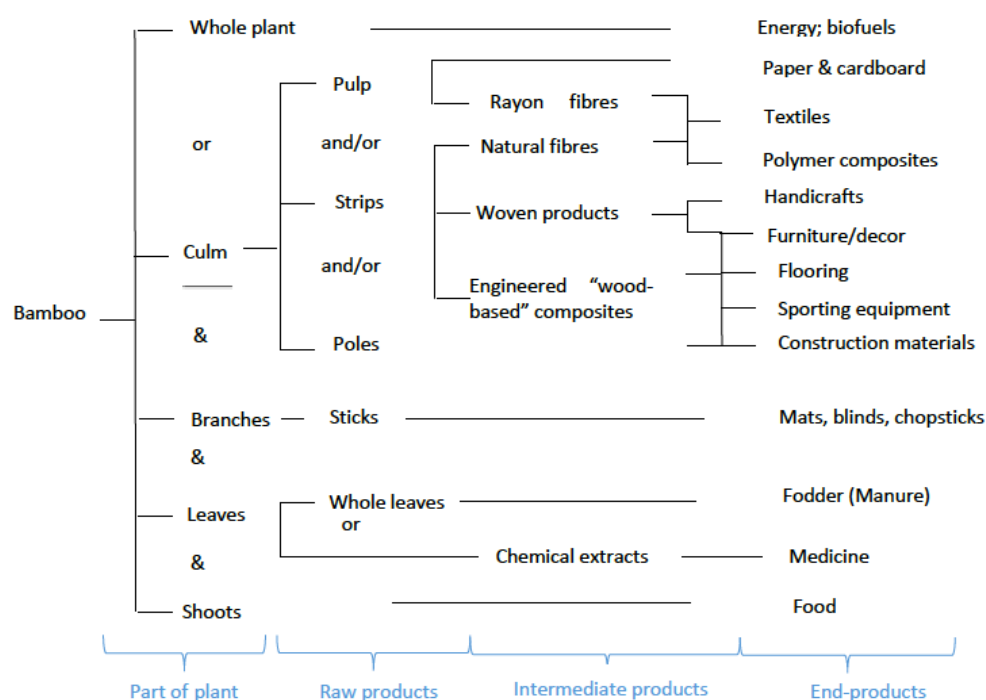 Whole plant
Energy; biofuels
Paper & cardboard
Pulp
Rayon fibres
Textiles
or
and/or
Natural fibres
Polymer composites
Strips
Woven products
Handicrafts
Furniture/decor
Culm
and/or
Flooring
Engineered “wood-
based” composites
Sporting equipment
Bamboo
&
Poles
Construction materials
Branches
Sticks
Mats, blinds, chopsticks
&
Whole leaves
Fodder (Manure)
Leaves
or
&
Chemical extracts
Medicine
Shoots
Food
Part of plant
Raw products
Intermediate products
End-products